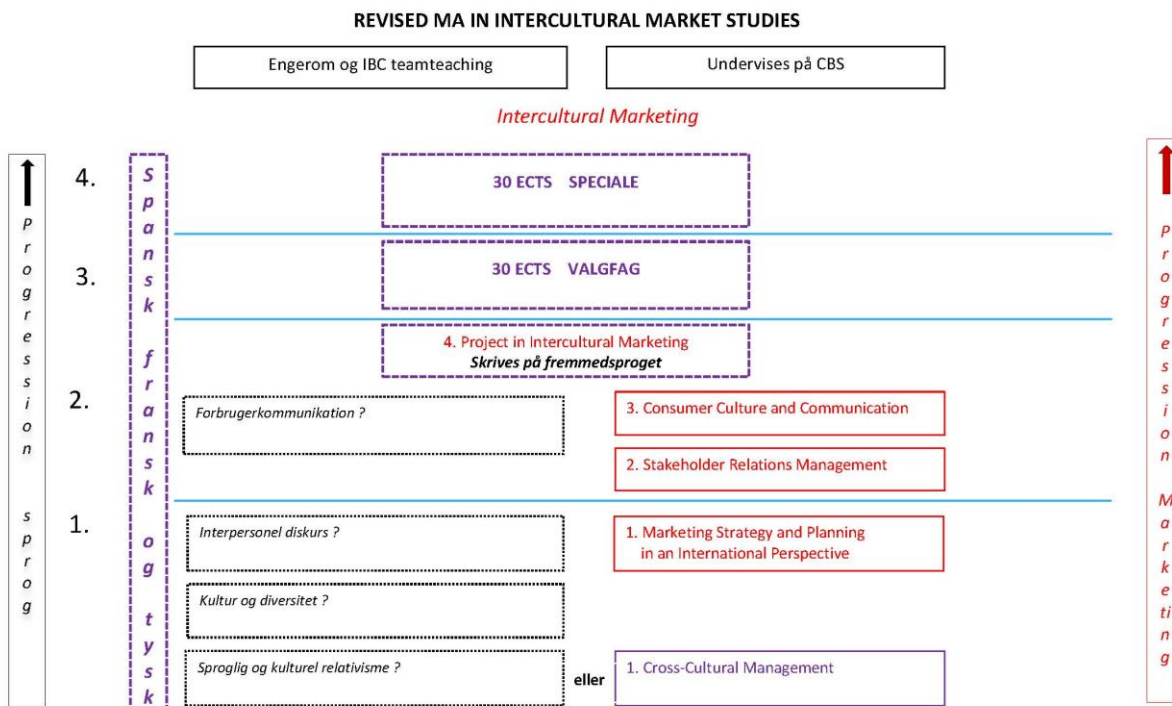 REVISED MA IN INTERCULTURAL MARKET STUDIES
Engerom og IBC teamteaching
Undervises på CBS
Intercultural Marketing
Progression sprog
Spansk fransk og tysk
4.
30 ECTS SPECIALE
3.
30 ECTS VALGFAG
4. Project in Intercultural Marketing
Skrives på fremmedsproget
2.
Forbrugerkommunikation ?
3. Consumer Culture and Communication
2. Stakeholder Relations Management
1.
Interpersonel diskurs ?
1. Marketing Strategy and Planning
in an International Perspective
Kultur og diversitet ?
Sproglig og kulturel relativisme ?
eller
1. Cross-Cultural Management
Progression Marketing